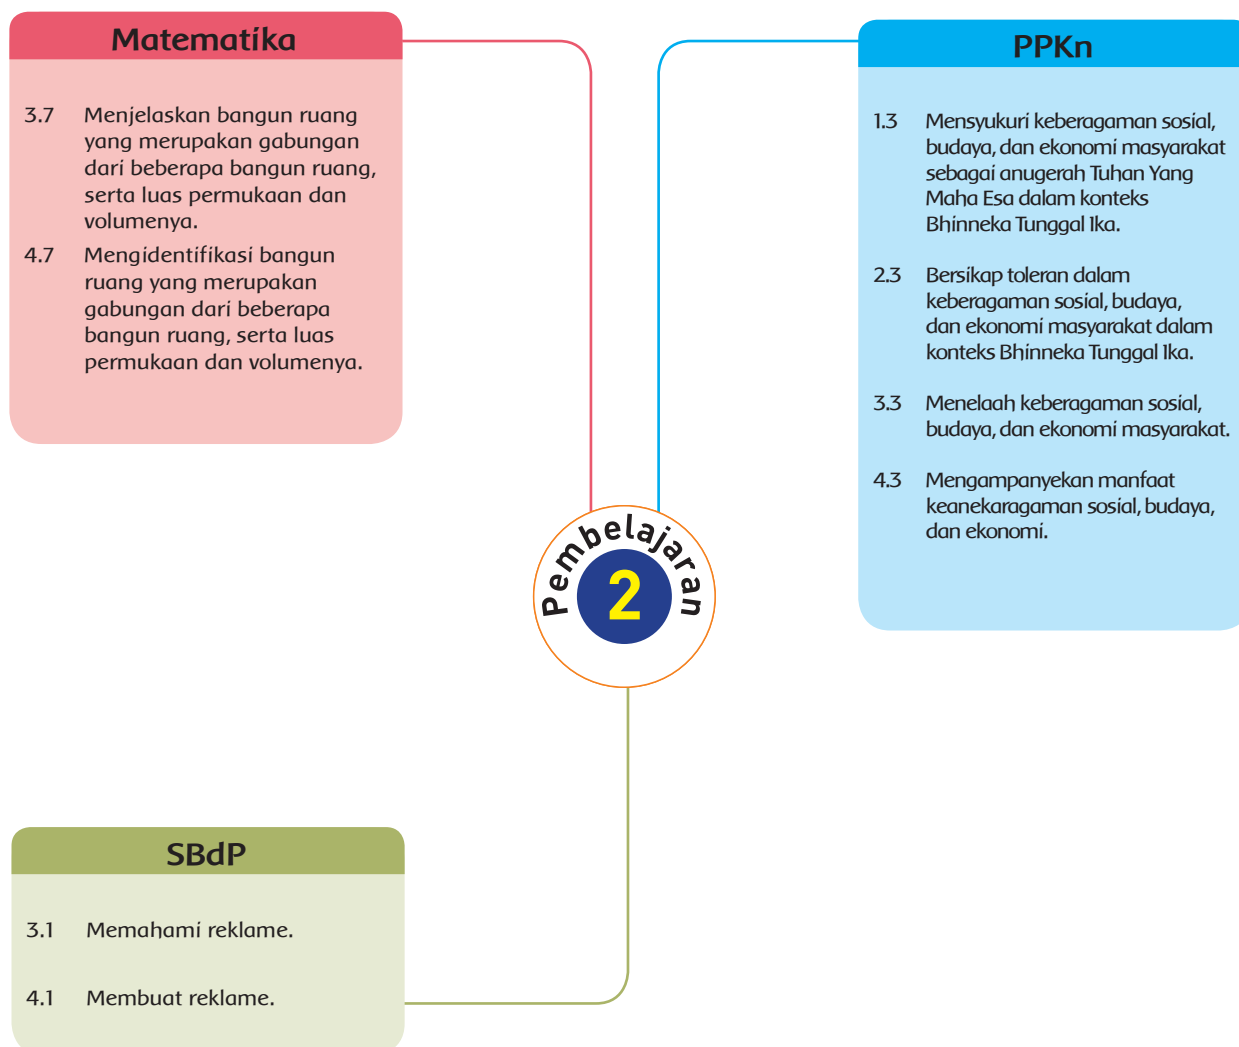 Matematika
3.7 Menjelaskan bangun ruang
yang merupakan gabungan
dari beberapa bangun ruang,
serta luas permukaan dan
volumenya.
4.7 Mengidentifikasi bangun
ruang yang merupakan
gabungan dari beberapa
bangun ruang, serta luas
permukaan dan volumenya.
PPKn
1.3 Mensyukuri keberagaman sosial,
budaya, dan ekonomi masyarakat
sebagai anugerah Tuhan Yang
Maha Esa dalam konteks
Bhinneka Tunggal Ika.
2.3 Bersikap toleran dalam
keberagaman sosial, budaya,
dan ekonomi masyarakat dalam
konteks Bhinneka Tunggal Ika.
3.3 Menelaah keberagaman sosial,
budaya, dan ekonomi masyarakat.
4.3 Mengampanyekan manfaat
keanekaragaman sosial, budaya,
dan ekonomi.
Pembelajaran
2
SBdP
3.1 Memahami reklame.
4.1 Membuat reklame.